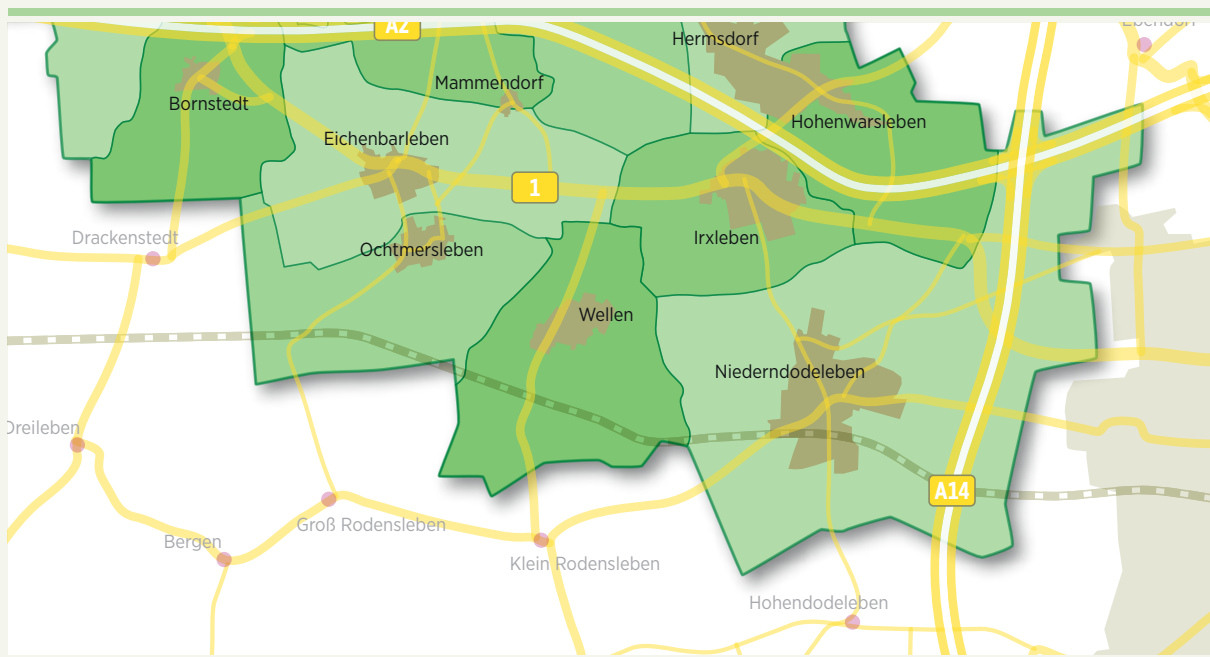 Ebendorf
A2
Hermsdorf
Mammendorf
Bornstedt
Hohenwarsleben
Eichenbarleben
1
Drackenstedt
Ochtmersleben
Irxleben
Wellen
Niederndodeleben
Dreileben
A14
Groß Rodensleben
Bergen
Klein Rodensleben
Hohendodeleben